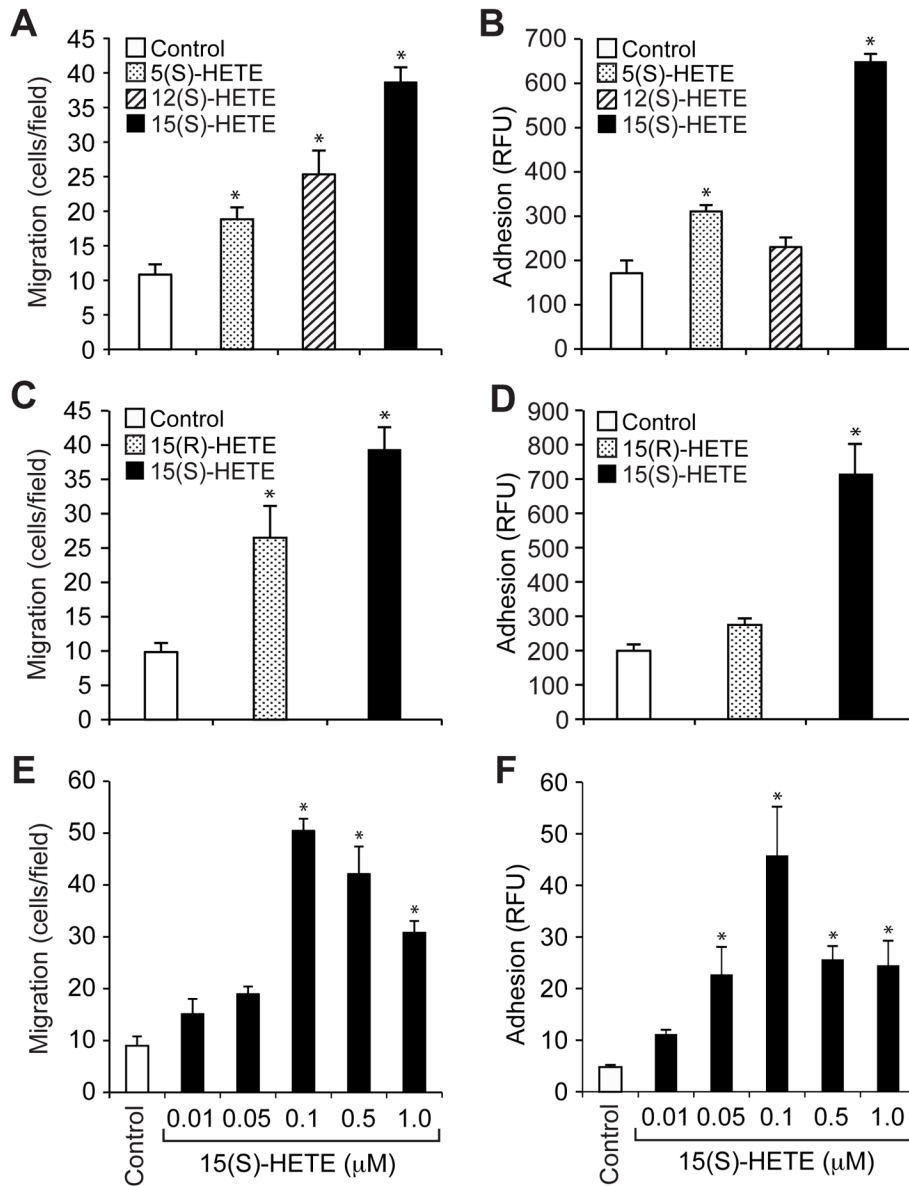 A
Migration (cells/field)
45
40
35
30
25
20
15
10
5
0
Control
5(S)-HETE
12(S)-HETE
15(S)-HETE
*
*
*
B
Adhesion (RFU)
700
600
500
400
300
200
100
0
Control
5(S)-HETE
12(S)-HETE
15(S)-HETE
*
*
C
Migration (cells/field)
45
40
35
30
25
20
15
10
5
0
Control
15(R)-HETE
15(S)-HETE
*
*
D
Adhesion (RFU)
900
800
700
600
500
400
300
200
100
0
Control
15(R)-HETE
15(S)-HETE
*
E
Migration (cells/field)
60
50
40
30
20
10
0
*
*
*
Control
0.01 0.05 0.1 0.5 1.0
15(S)-HETE (μM)
F
Adhesion (RFU)
60
50
40
30
20
10
0
*
*
*
*
Control
0.01 0.05 0.1 0.5 1.0
15(S)-HETE (μM)